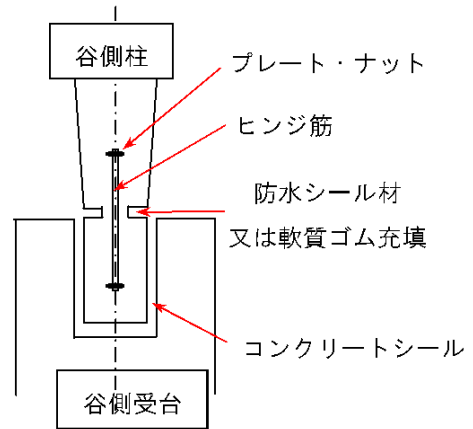 谷側柱
プレート・ナット
ヒンジ筋
防水シール材
又は軟質ゴム充填
コンクリートシール
谷側受台